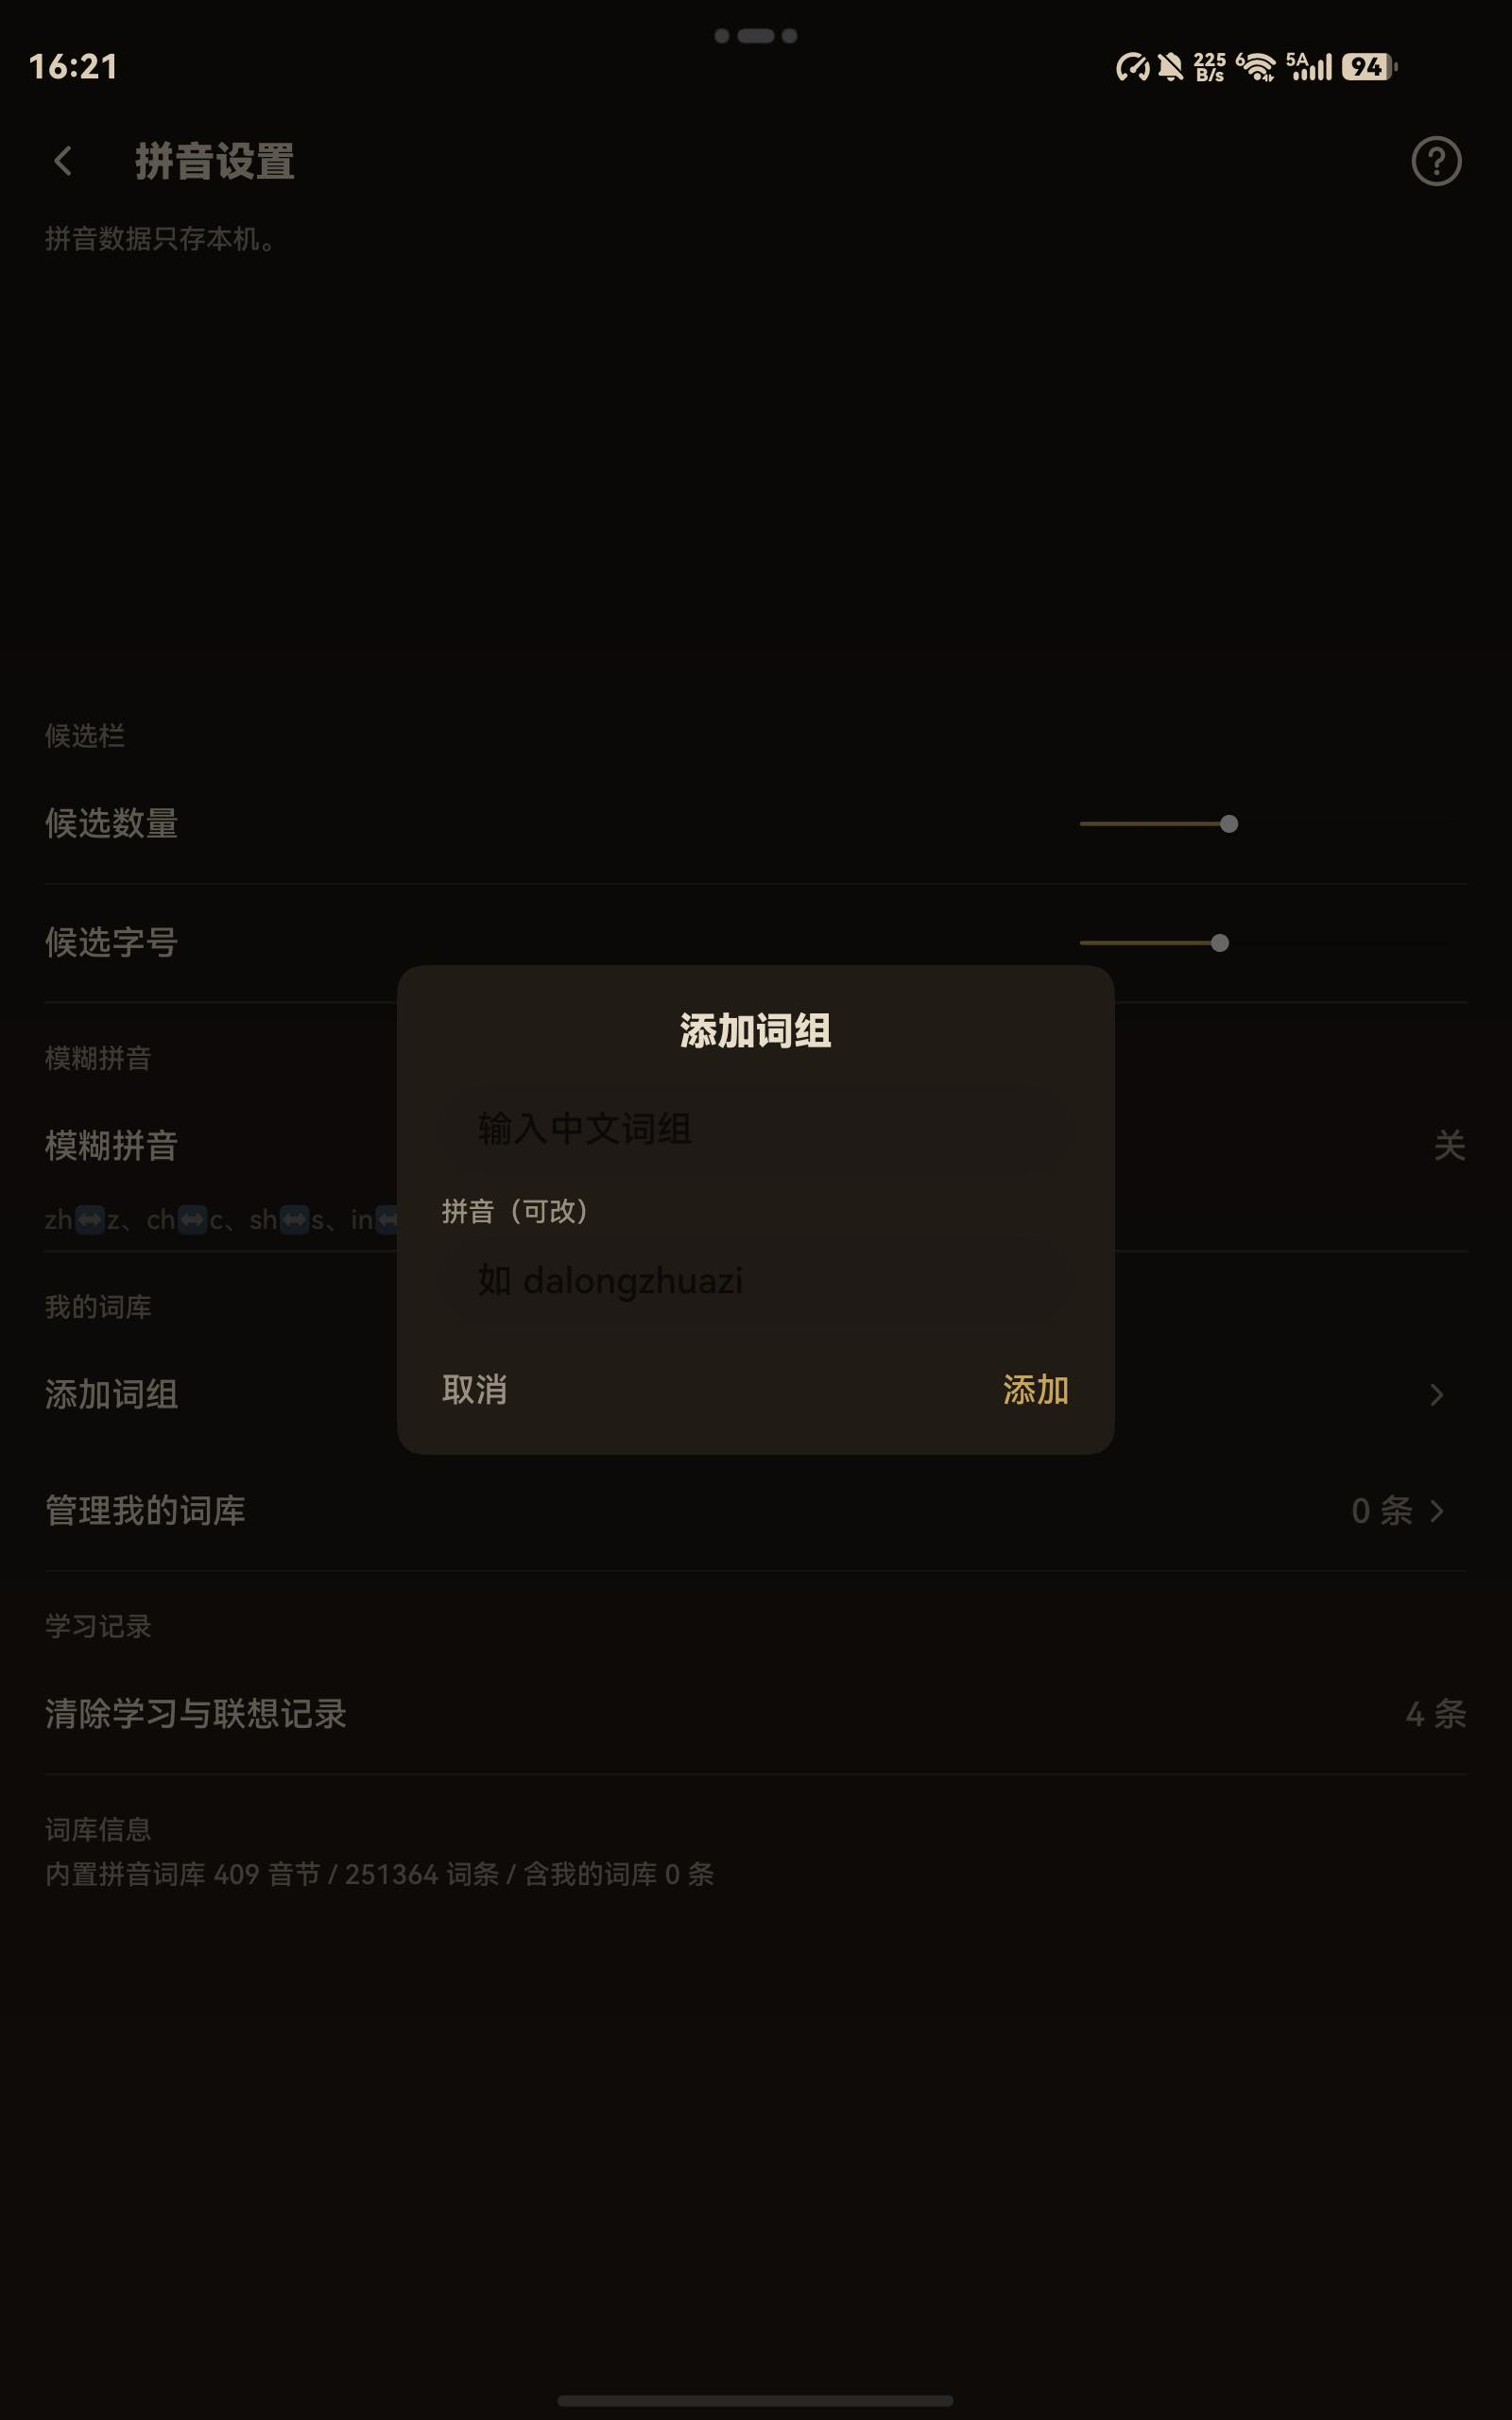 16:21
225 B/s 6 5A 94
拼音设置
拼音数据只存本机。
候选栏
候选数量
候选字号
添加词组
模糊拼音
输入中文词组
模糊拼音 关
拼音（可改）
zh↔️z、ch↔️c、sh↔️s、in↔️
如 dalongzhuazi
我的词库
添加词组
取消 添加
管理我的词库 0 条
学习记录
清除学习与联想记录 4 条
词库信息
内置拼音词库 409 音节 / 251364 词条 / 含我的词库 0 条